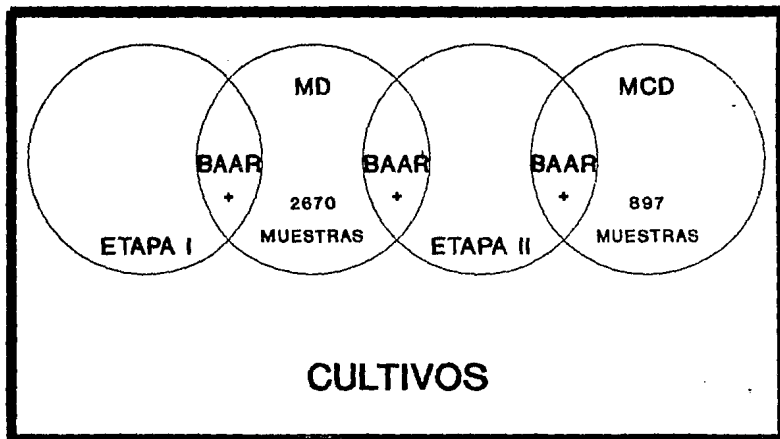 MD
MCD
BAAR
BAAR
BAAR
+
+
+
2670
897
MUESTRAS
MUESTRAS
ETAPA I
ETAPA II
CULTIVOS